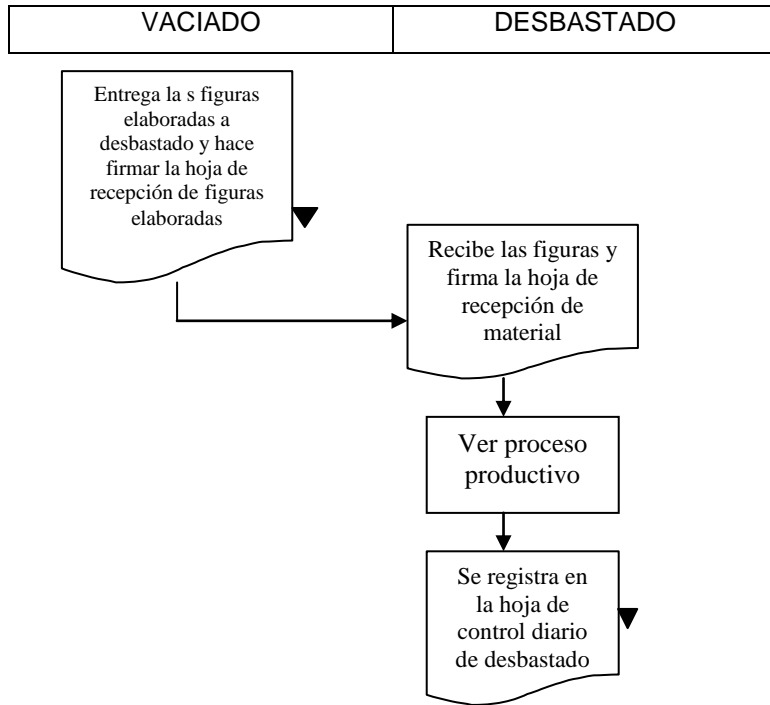 VACIADO
DESBASTADO
Entrega la s figuras
elaboradas a
desbastado y hace
firmar la hoja de
recepción de figuras
elaboradas
Recibe las figuras y
firma la hoja de
recepción de
material
Ver proceso
productivo
Se registra en
la hoja de
control diario
de desbastado